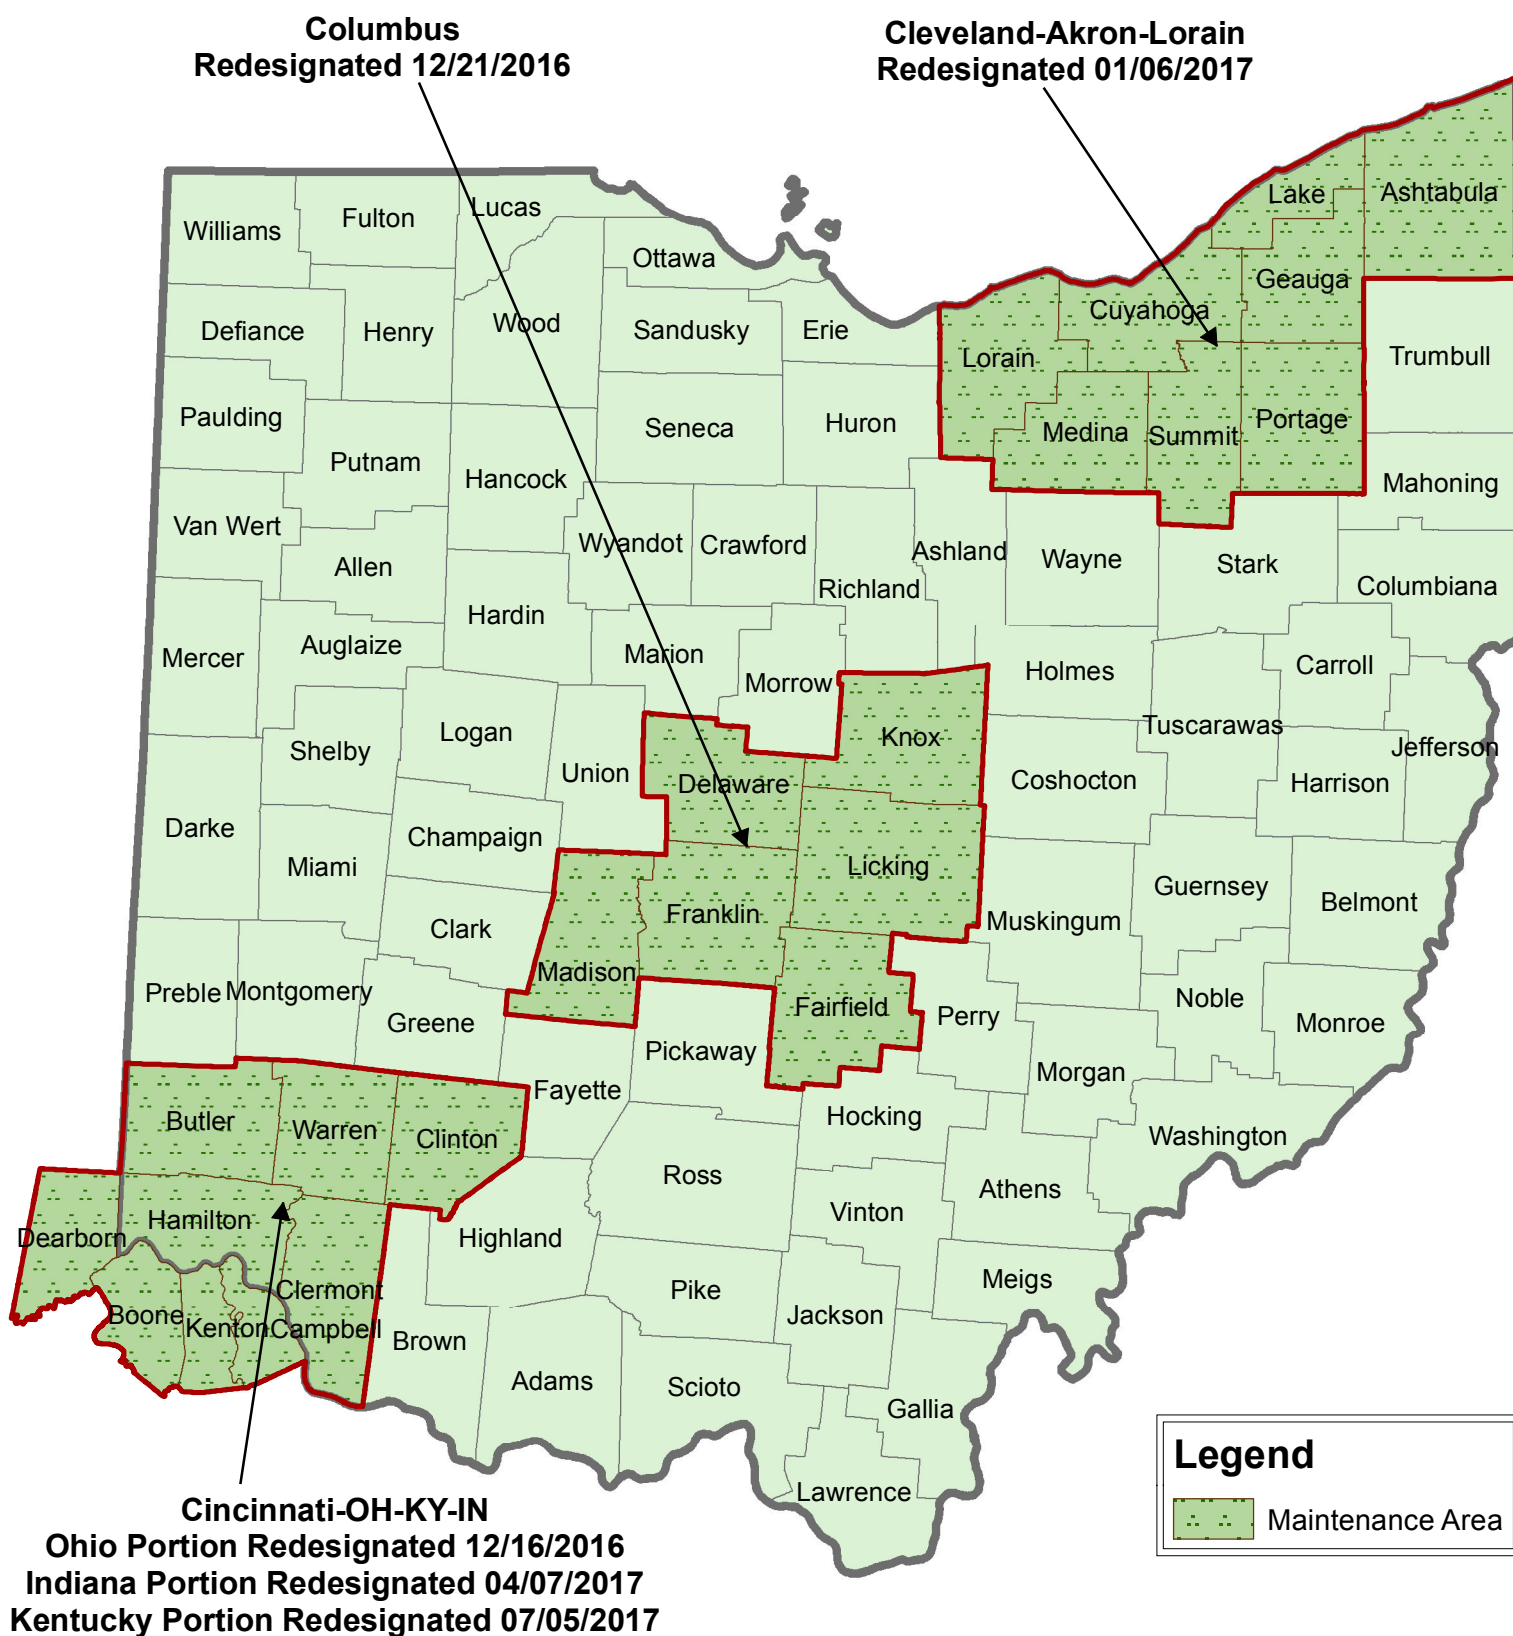 Columbus
Redesignated 12/21/2016
Cleveland-Akron-Lorain
Redesignated 01/06/2017
Williams
Fulton
Lucas
Ottawa
Lake
Ashtabula
Geauga
Cuyahoga
Defiance
Henry
Wood
Sandusky
Erie
Lorain
Trumbull
Paulding
Putnam
Hancock
Seneca
Huron
Medina
Summit
Portage
Mahoning
Van Wert
Allen
Wyandot
Crawford
Richland
Ashland
Wayne
Stark
Columbiana
Hardin
Mercer
Auglaize
Marion
Morrow
Holmes
Carroll
Tuscarawas
Jefferson
Knox
Logan
Shelby
Union
Delaware
Coshocton
Harrison
Darke
Champaign
Miami
Licking
Guernsey
Belmont
Franklin
Clark
Muskingum
Madison
Preble
Montgomery
Greene
Fairfield
Perry
Noble
Monroe
Pickaway
Fayette
Morgan
Hocking
Washington
Butler
Warren
Clinton
Ross
Athens
Vinton
Hamilton
Dearborn
Highland
Clermont
Pike
Meigs
Jackson
Boone
Kenton
Campbell
Brown
Adams
Scioto
Gallia
Lawrence
Legend
Maintenance Area
Cincinnati-OH-KY-IN
Ohio Portion Redesignated 12/16/2016
Indiana Portion Redesignated 04/07/2017
Kentucky Portion Redesignated 07/05/2017